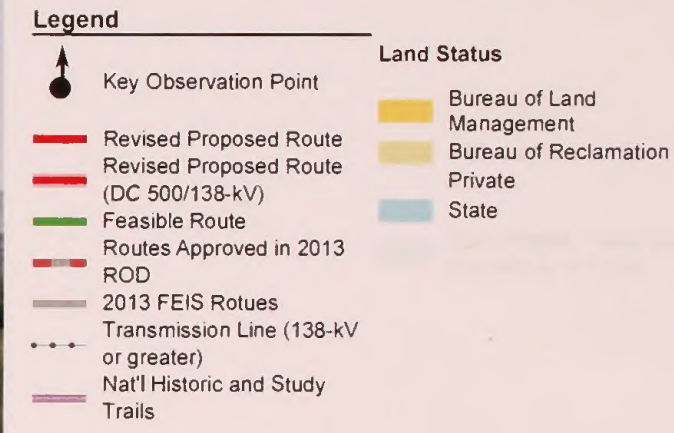 Legend
Key Observation Point
Revised Proposed Route
Revised Proposed Route
(DC 500/138-kV)
Feasible Route
Routes Approved in 2013
ROD
2013 FEIS Rotues
Transmission Line (138-kV
or greater)
Nat'l Historic and Study
Trails
Land Status
Bureau of Land
Management
Bureau of Reclamation
Private
State